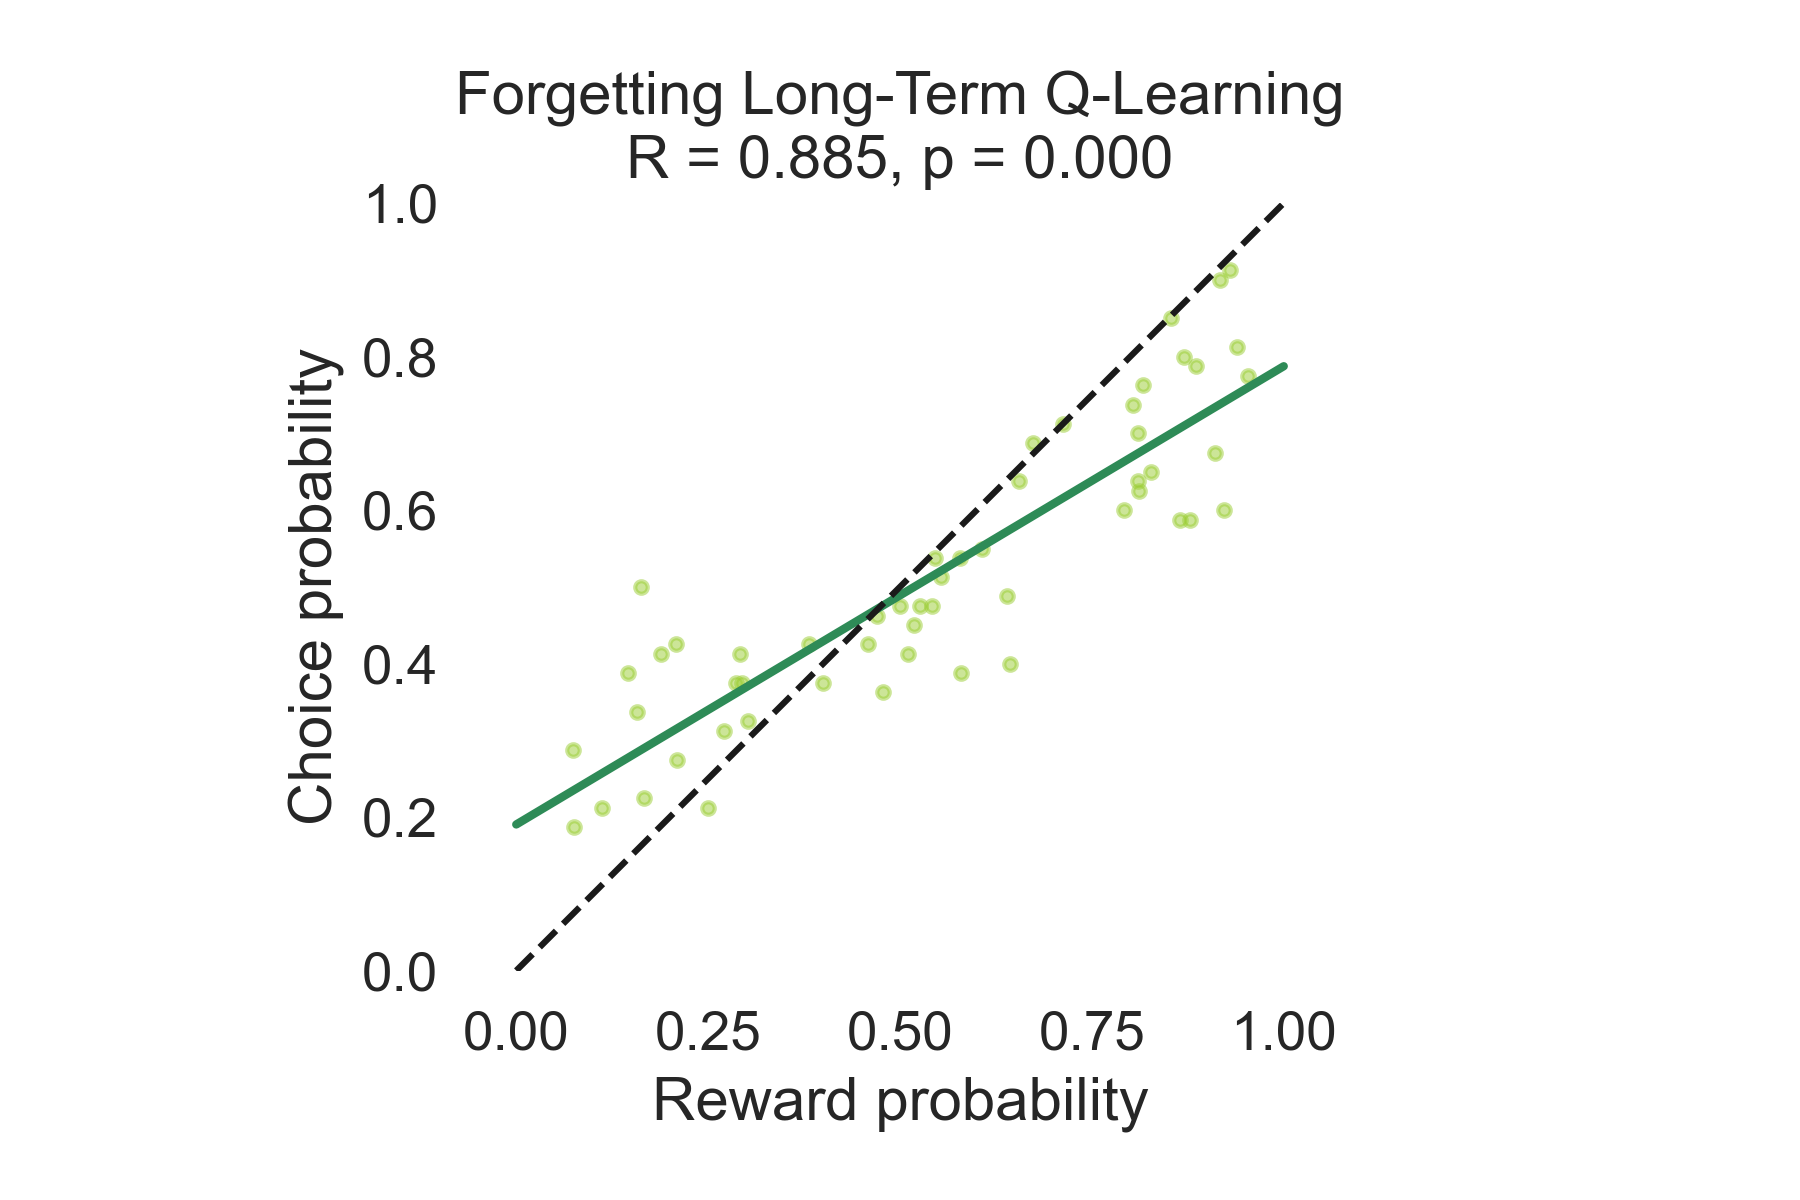 Forgetting Long-Term Q-Learning
R = 0.885, p = 0.000
1.0
0.8
0.6
0.4
0.2
0.0
Choice probability
0.00 0.25 0.50 0.75 1.00
Reward probability